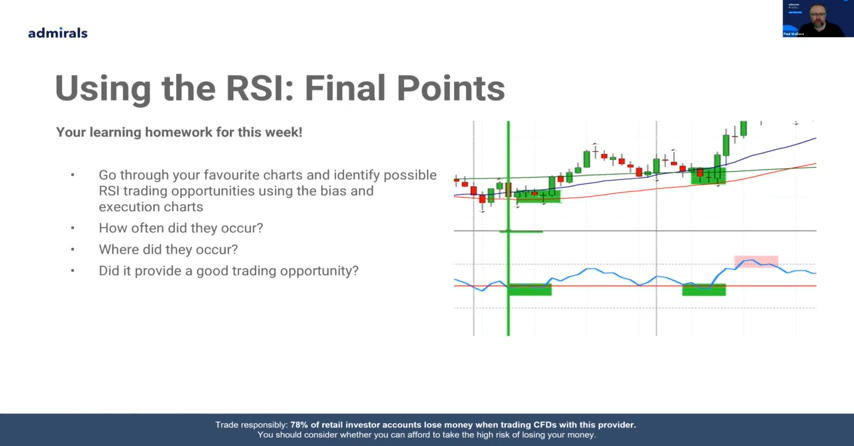 admirals
Using the RSI: Final Points
Your learning homework for this week!
• Go through your favourite charts and identify possible
RSI trading opportunities using the bias and
execution charts
• How often did they occur?
• Where did they occur?
• Did it provide a good trading opportunity?
Trade responsibly: 78% of retail investor accounts lose money when trading CFDs with this provider.
You should consider whether you can afford to take the high risk of losing your money.